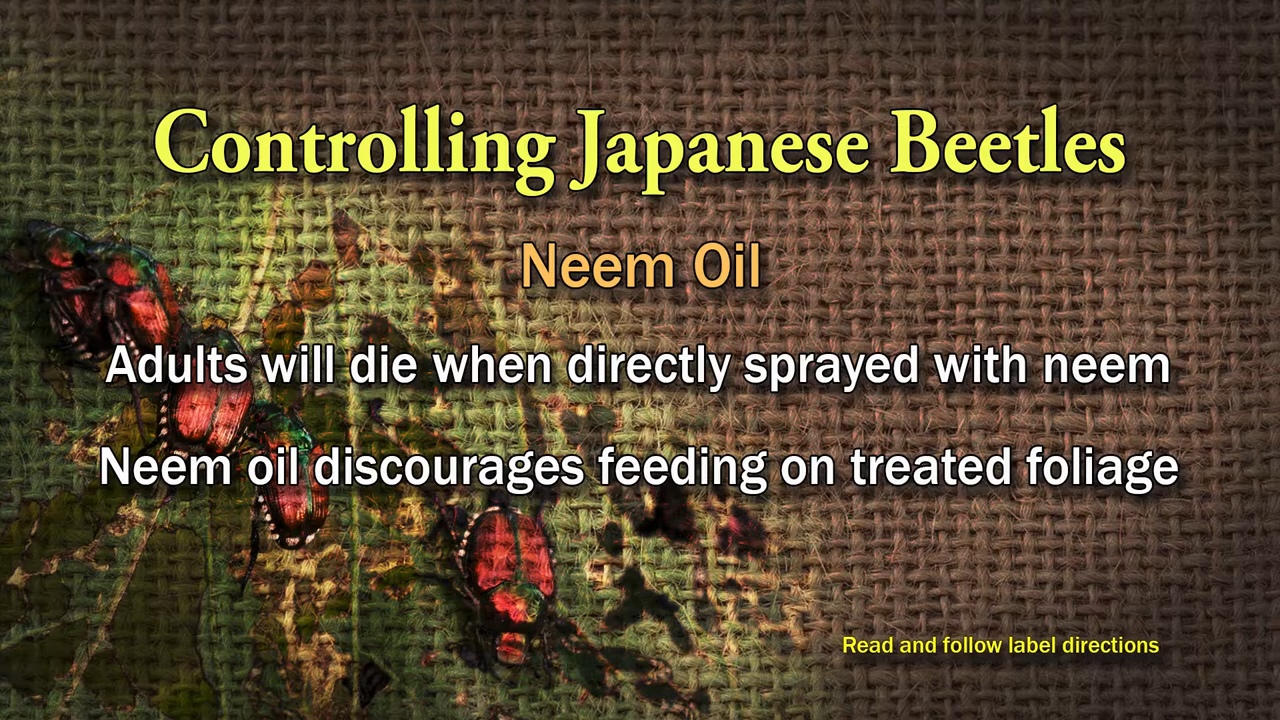 Controlling Japanese Beetles
Neem Oil
Adults will die when directly sprayed with neem
Neem oil discourages feeding on treated foliage
Read and follow label directions